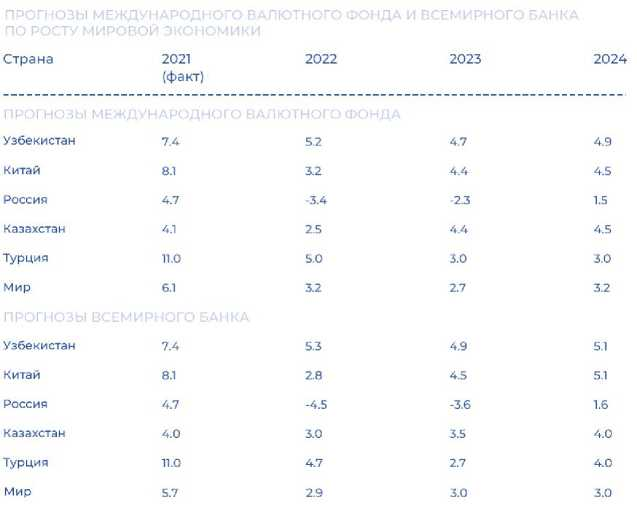 ПРОГНОЗЫ МЕЖДУНАРОДНОГО ВАЛЮТНОГО ФОНДА И ВСЕМИРНОГО БАНКА
ПО РОСТУ МИРОВОЙ ЭКОНОМИКИ
Страна 2021 2022 2023 2024
(факт)
ПРОГНОЗЫ МЕЖДУНАРОДНОГО ВАЛЮТНОГО ФОНДА
Узбекистан 7.4 5.2 4.7 4.9
Китай 8.1 3.2 4.4 4.5
Россия 4.7 -3.4 -2.3 1.5
Казахстан 4.1 2.5 4.4 4.5
Турция 11.0 5.0 3.0 3.0
Мир 6.1 3.2 2.7 3.2
ПРОГНОЗЫ ВСЕМИРНОГО БАНКА
Узбекистан 7.4 5.3 4.9 5.1
Китай 8.1 2.8 4.5 5.1
Россия 4.7 -4.5 -3.6 1.6
Казахстан 4.0 3.0 3.5 4.0
Турция 11.0 4.7 2.7 4.0
Мир 5.7 2.9 3.0 3.0